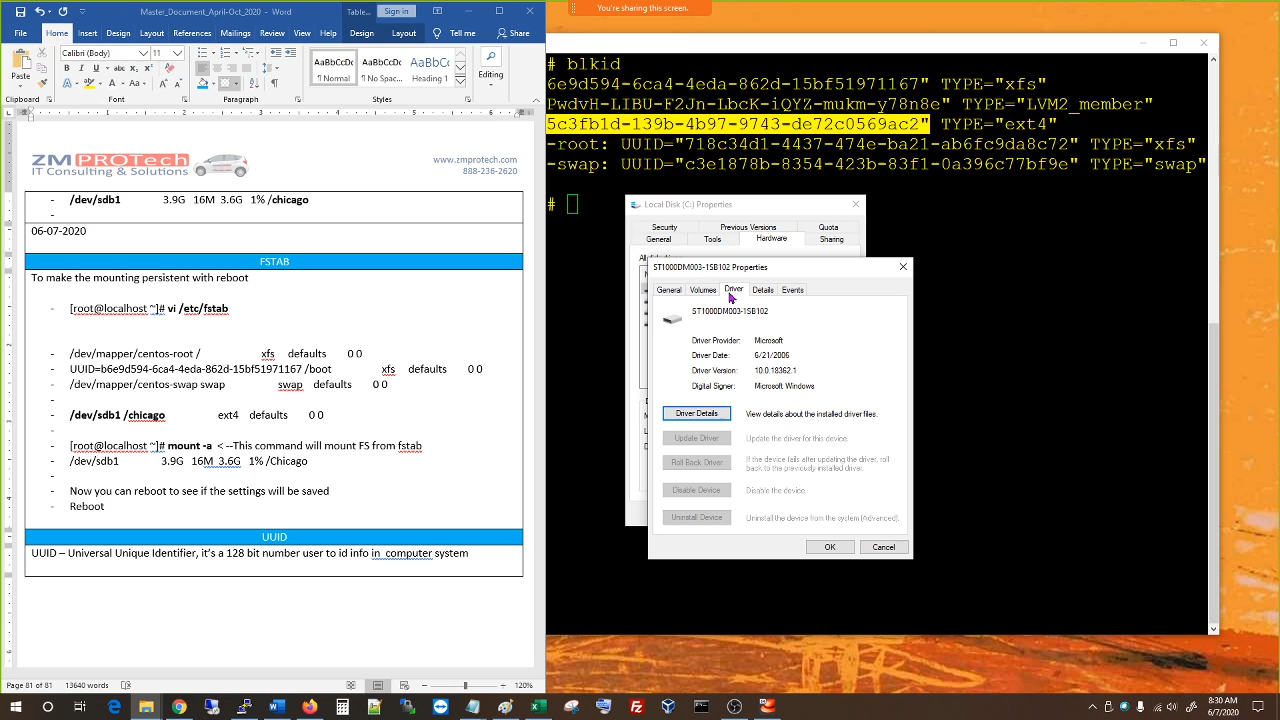 Master_Document_April-Oct_2020 -
Table...
Sign in
You're sharing this screen.
File
Home
Insert
Design
Layout
References
Mailings
Review
View
Help
Design
Layout
Tell me
Share
Paste
Calibri (Body)
11
B I U
Aa
A
AaBbCcDc
AaBbCcDc
AaBbCc
Normal
No Spac...
Heading 1
Editing
Clipboard
Font
Paragraph
Styles
ZM PROTech
IT Consulting & Solutions
www.zmprotech.com
888-236-2620
- /dev/sdb1 3.9G 16M 3.6G 1% /chicago
-
06-07-2020
FSTAB
To make the mounting persistent with reboot
- [root@localhost ~]# vi /etc/fstab
- /dev/mapper/centos-root / xfs defaults 0 0
- UUID=b6e9d594-6ca4-4eda-862d-15bf51971167 /boot xfs defaults 0 0
- /dev/mapper/centos-swap swap swap defaults 0 0
-
- /dev/sdb1 /chicago ext4 defaults 0 0
-
- [root@localhost ~]# mount -a <--This command will mount FS from fstab
- /dev/sdb1 3.9G 16M 3.6G 1% /Chicago
-
- Now you can reboot to see if the settings will be saved
- Reboot
UUID
UUID – Universal Unique Identifier, it's a 128 bit number user to id info in computer system
Page 81 of 81
13640 words
120%
# blkid
6e9d594-6ca4-4eda-862d-15bf51971167" TYPE="xfs"
PwdvH-LIBU-F2Jn-LbcK-iQYZ-mukm-y78n8e" TYPE="LVM2_member"
5c3fb1d-139b-4b97-9743-de72c0569ac2" TYPE="ext4"
-root: UUID="718c34d1-4437-474e-ba21-ab6fc9da8c72" TYPE="xfs"
-swap: UUID="c3e1878b-8354-423b-83f1-0a396c77bf9e" TYPE="swap"
#
Local Disk (C:) Properties
Security
Previous Versions
Quota
General
Tools
Hardware
Sharing
ST1000DM003-1SB102 Properties
General
Volumes
Driver
Details
Events
ST1000DM003-1SB102
Driver Provider: Microsoft
Driver Date: 6/21/2006
Driver Version: 10.0.18362.1
Digital Signer: Microsoft Windows
Driver Details
View details about the installed driver files.
Update Driver
Update the driver for this device.
Roll Back Driver
If the device fails after updating the driver, roll
back to the previously installed driver.
Disable Device
Disable the device.
Uninstall Device
Uninstall the device from the system (Advanced).
OK
Cancel
8:30 AM
6/7/2020